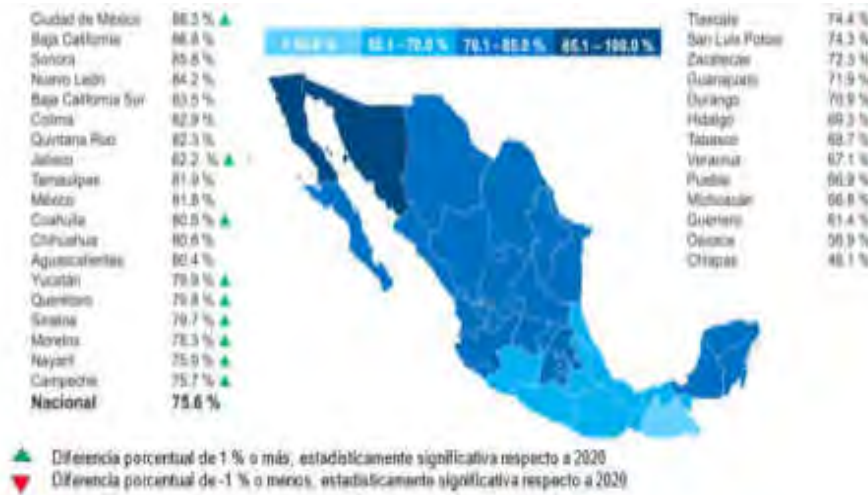 Ciudad de México 88.3 %
Baja California 86.8 %
Sonora 85.8 %
Nuevo León 84.2 %
Baja California Sur 83.5 %
Colima 82.9 %
Quintana Roo 82.3 %
Jalisco 82.2 %
Tamaulipas 81.9 %
México 81.8 %
Coahuila 80.8 %
Chihuahua 80.6 %
Aguascalientes 80.4 %
Yucatán 79.9 %
Querétaro 79.8 %
Sinaloa 79.7 %
Morelos 78.3 %
Nayarit 75.9 %
Campeche 75.7 %
Nacional 75.6 %
70.1 - 85.0 % 85.1 – 100.0 %
Tlaxcala 74.4 %
San Luis Potosí 74.3 %
Zacatecas 72.3 %
Guanajuato 71.9 %
Durango 70.9 %
Hidalgo 69.3 %
Tabasco 68.7 %
Veracruz 67.1 %
Puebla 66.9 %
Michoacán 66.8 %
Guerrero 61.4 %
Oaxaca 56.9 %
Chiapas 46.1 %
Diferencia porcentual de 1 % o más, estadísticamente significativa respecto a 2020
Diferencia porcentual de -1 % o menos, estadísticamente significativa respecto a 2020